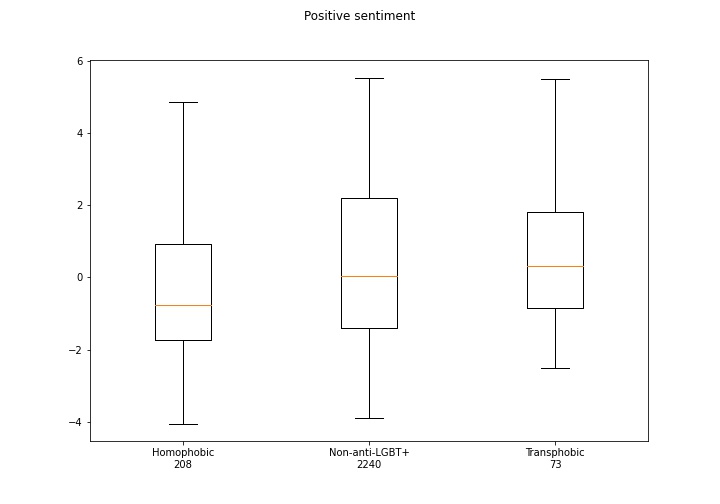 Positive sentiment
6
4
2
0
−2
−4
Homophobic
208
Non-anti-LGBT+
2240
Transphobic
73